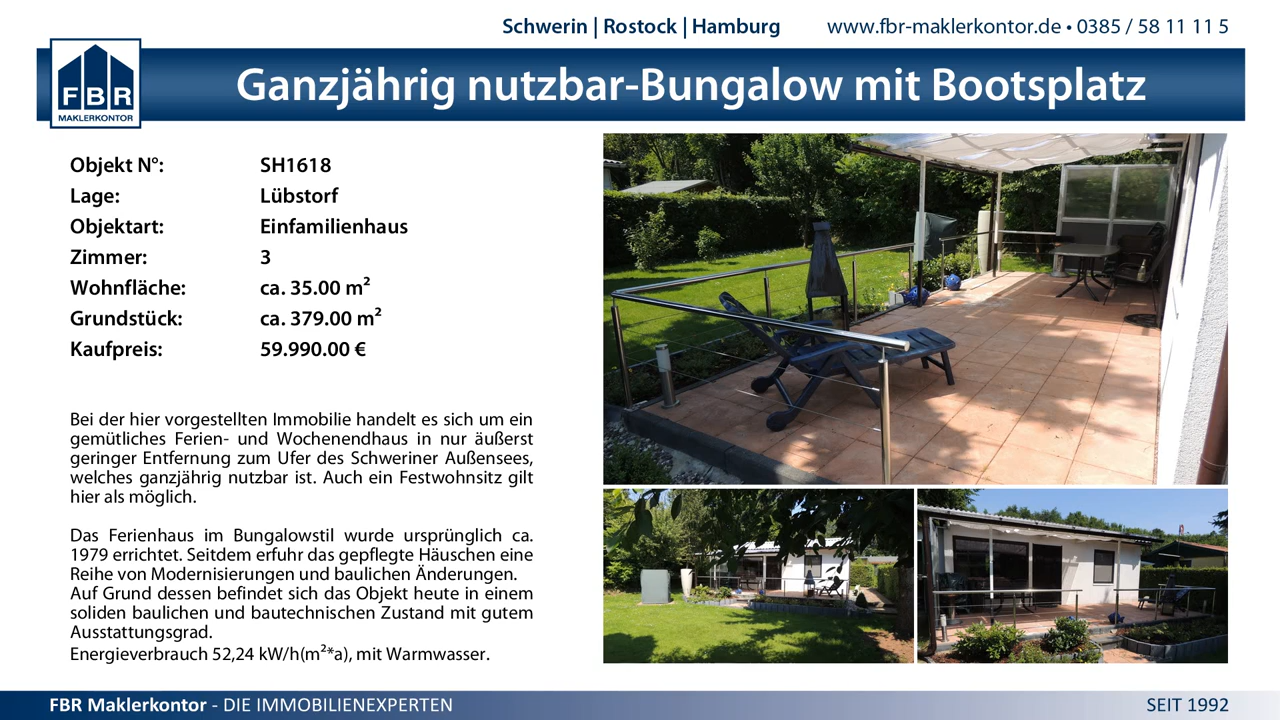 Schwerin | Rostock | Hamburg www.fbr-maklerkontor.de • 0385 / 58 11 11 5
FBR
MAKLERKONTOR
Ganzjährig nutzbar-Bungalow mit Bootsplatz
Objekt N°: SH1618
Lage: Lübstorf
Objektart: Einfamilienhaus
Zimmer: 3
Wohnfläche: ca. 35.00 m²
Grundstück: ca. 379.00 m²
Kaufpreis: 59.990.00 €
Bei der hier vorgestellten Immobilie handelt es sich um ein
gemütliches Ferien- und Wochenendhaus in nur äußerst
geringer Entfernung zum Ufer des Schweriner Außensees,
welches ganzjährig nutzbar ist. Auch ein Festwohnsitz gilt
hier als möglich.
Das Ferienhaus im Bungalowstil wurde ursprünglich ca.
1979 errichtet. Seitdem erfuhr das gepflegte Häuschen eine
Reihe von Modernisierungen und baulichen Änderungen.
Auf Grund dessen befindet sich das Objekt heute in einem
soliden baulichen und bautechnischen Zustand mit gutem
Ausstattungsgrad.
Energieverbrauch 52,24 kW/h(m²*a), mit Warmwasser.
FBR Maklerkontor - DIE IMMOBILIENEXPERTEN SEIT 1992